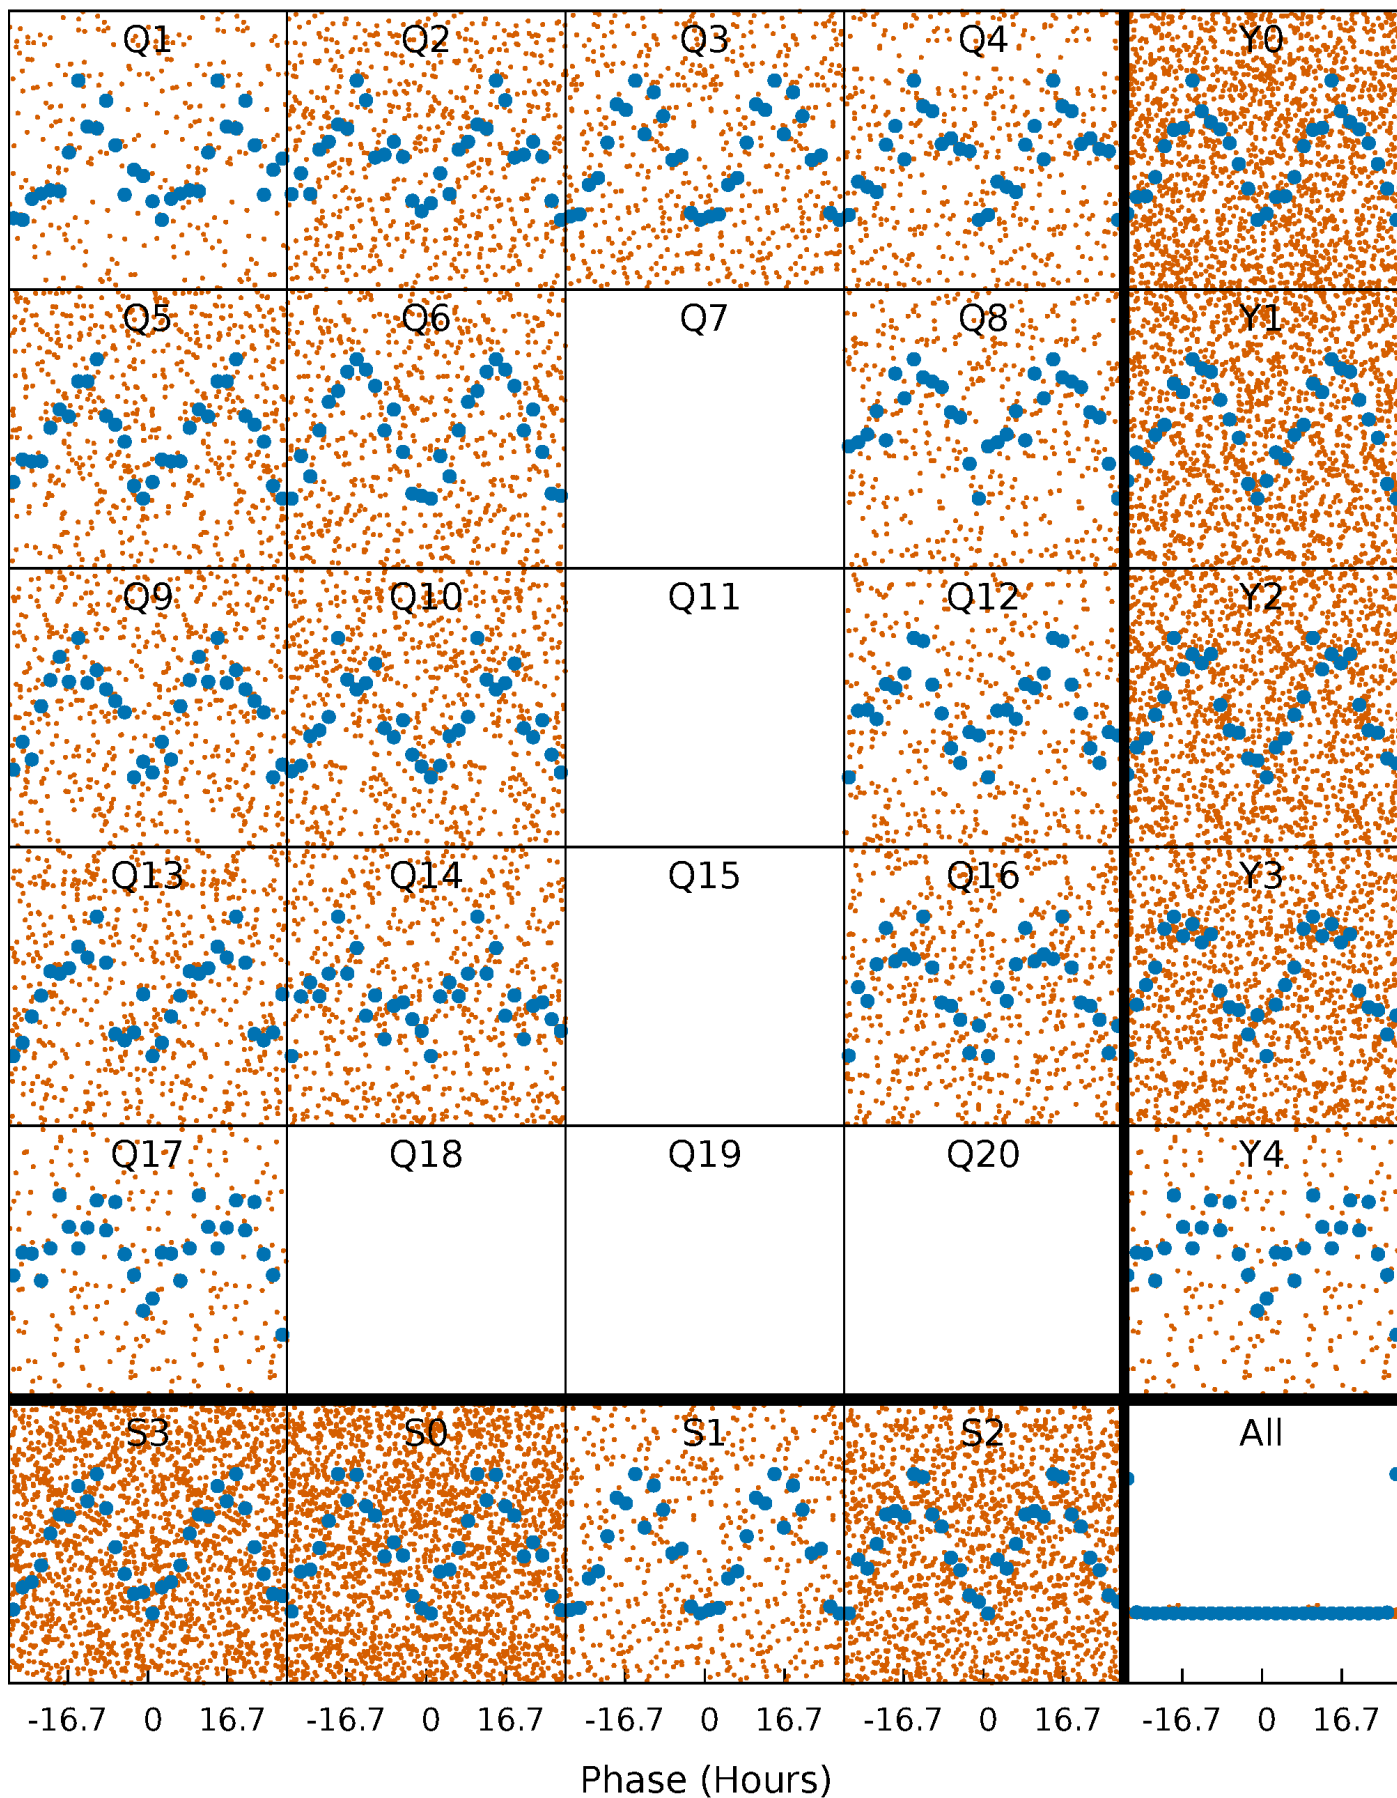 Q1 Q2 Q3 Q4 Y0
Q5 Q6 Q7 Q8 Y1
Q9 Q10 Q11 Q12 Y2
Q13 Q14 Q15 Q16 Y3
Q17 Q18 Q19 Q20 Y4
S3 S0 S1 S2 All
-16.7 0 16.7 -16.7 0 16.7 -16.7 0 16.7 -16.7 0 16.7 -16.7 0 16.7
Phase (Hours)